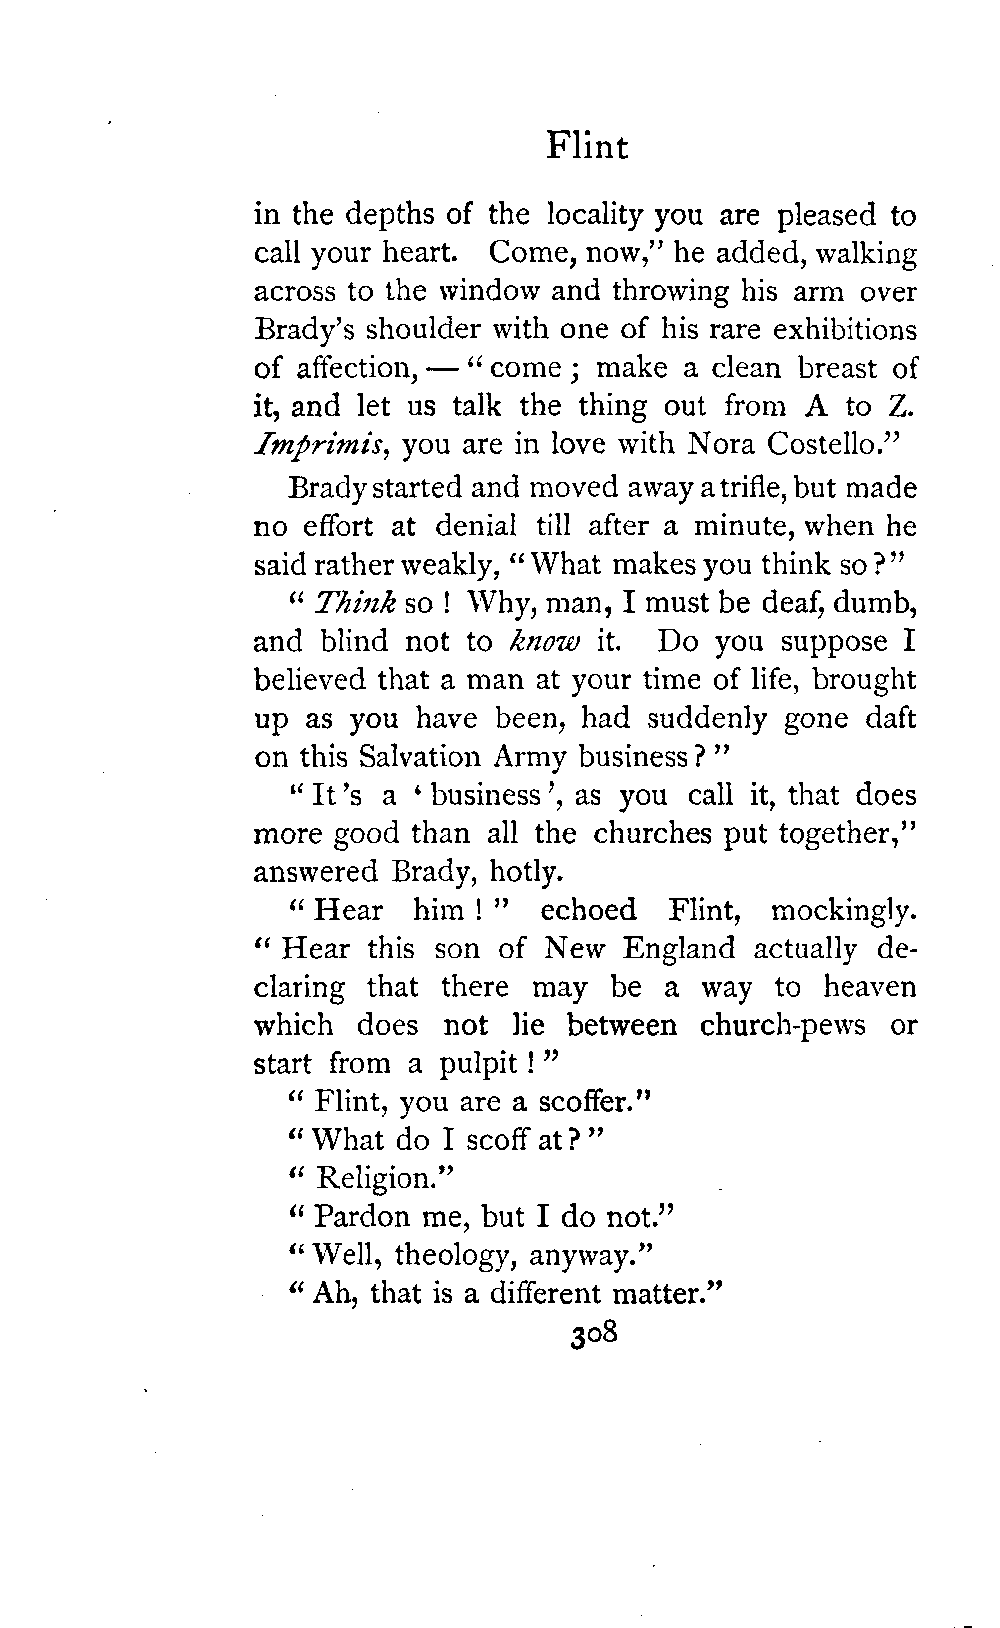 Flint
in the depths of the locality you are pleased to
call your heart. Come, now," he added, walking
across to the window and throwing his arm over
Brady's shoulder with one of his rare exhibitions
of affection, — "come; make a clean breast of
it, and let us talk the thing out from A to Z.
Imprimis, you are in love with Nora Costello."
Brady started and moved away a trifle, but made
no effort at denial till after a minute, when he
said rather weakly, "What makes you think so?"
"Think so! Why, man, I must be deaf, dumb,
and blind not to know it. Do you suppose I
believed that a man at your time of life, brought
up as you have been, had suddenly gone daft
on this Salvation Army business?"
"It's a 'business', as you call it, that does
more good than all the churches put together,"
answered Brady, hotly.
"Hear him!" echoed Flint, mockingly.
"Hear this son of New England actually de-
claring that there may be a way to heaven
which does not lie between church-pews or
start from a pulpit!"
"Flint, you are a scoffer."
"What do I scoff at?"
"Religion."
"Pardon me, but I do not."
"Well, theology, anyway."
"Ah, that is a different matter."
308